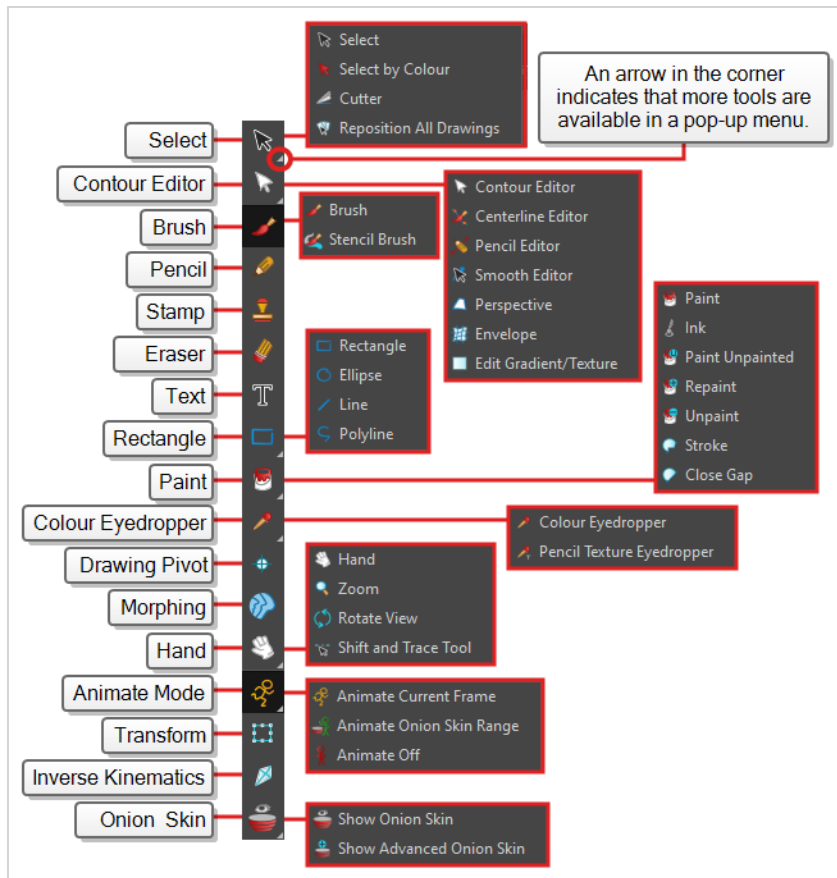 Select
Select by Colour
Cutter
Reposition All Drawings
An arrow in the corner
indicates that more tools are
available in a pop-up menu.
Select
Contour Editor
Brush
Pencil
Stamp
Eraser
Text
Rectangle
Paint
Colour Eyedropper
Drawing Pivot
Morphing
Hand
Animate Mode
Transform
Inverse Kinematics
Onion Skin
Contour Editor
Centerline Editor
Pencil Editor
Smooth Editor
Perspective
Envelope
Edit Gradient/Texture
Brush
Stencil Brush
Rectangle
Ellipse
Line
Polyline
Paint
Ink
Paint Unpainted
Repaint
Unpaint
Stroke
Close Gap
Colour Eyedropper
Pencil Texture Eyedropper
Hand
Zoom
Rotate View
Shift and Trace Tool
Animate Current Frame
Animate Onion Skin Range
Animate Off
Show Onion Skin
Show Advanced Onion Skin